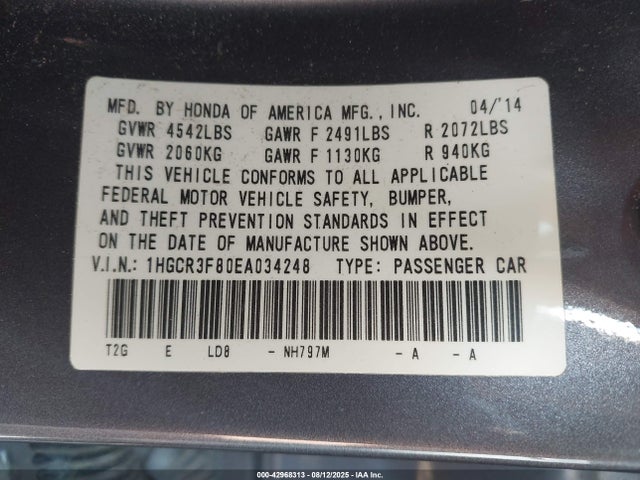 MFD. BY HONDA OF AMERICA MFG., INC. 04/'14
GVWR 4542LBS GAWR F 2491LBS R 2072LBS
GVWR 2060KG GAWR F 1130KG R 940KG
THIS VEHICLE CONFORMS TO ALL APPLICABLE
FEDERAL MOTOR VEHICLE SAFETY, BUMPER,
AND THEFT PREVENTION STANDARDS IN EFFECT
ON THE DATE OF MANUFACTURE SHOWN ABOVE.
V.I.N.: 1HGCR3F80EA034248 TYPE: PASSENGER CAR
T2G E LD8 - NH797M - A - A
000-42968313 - 08/12/2025 - IAA Inc.